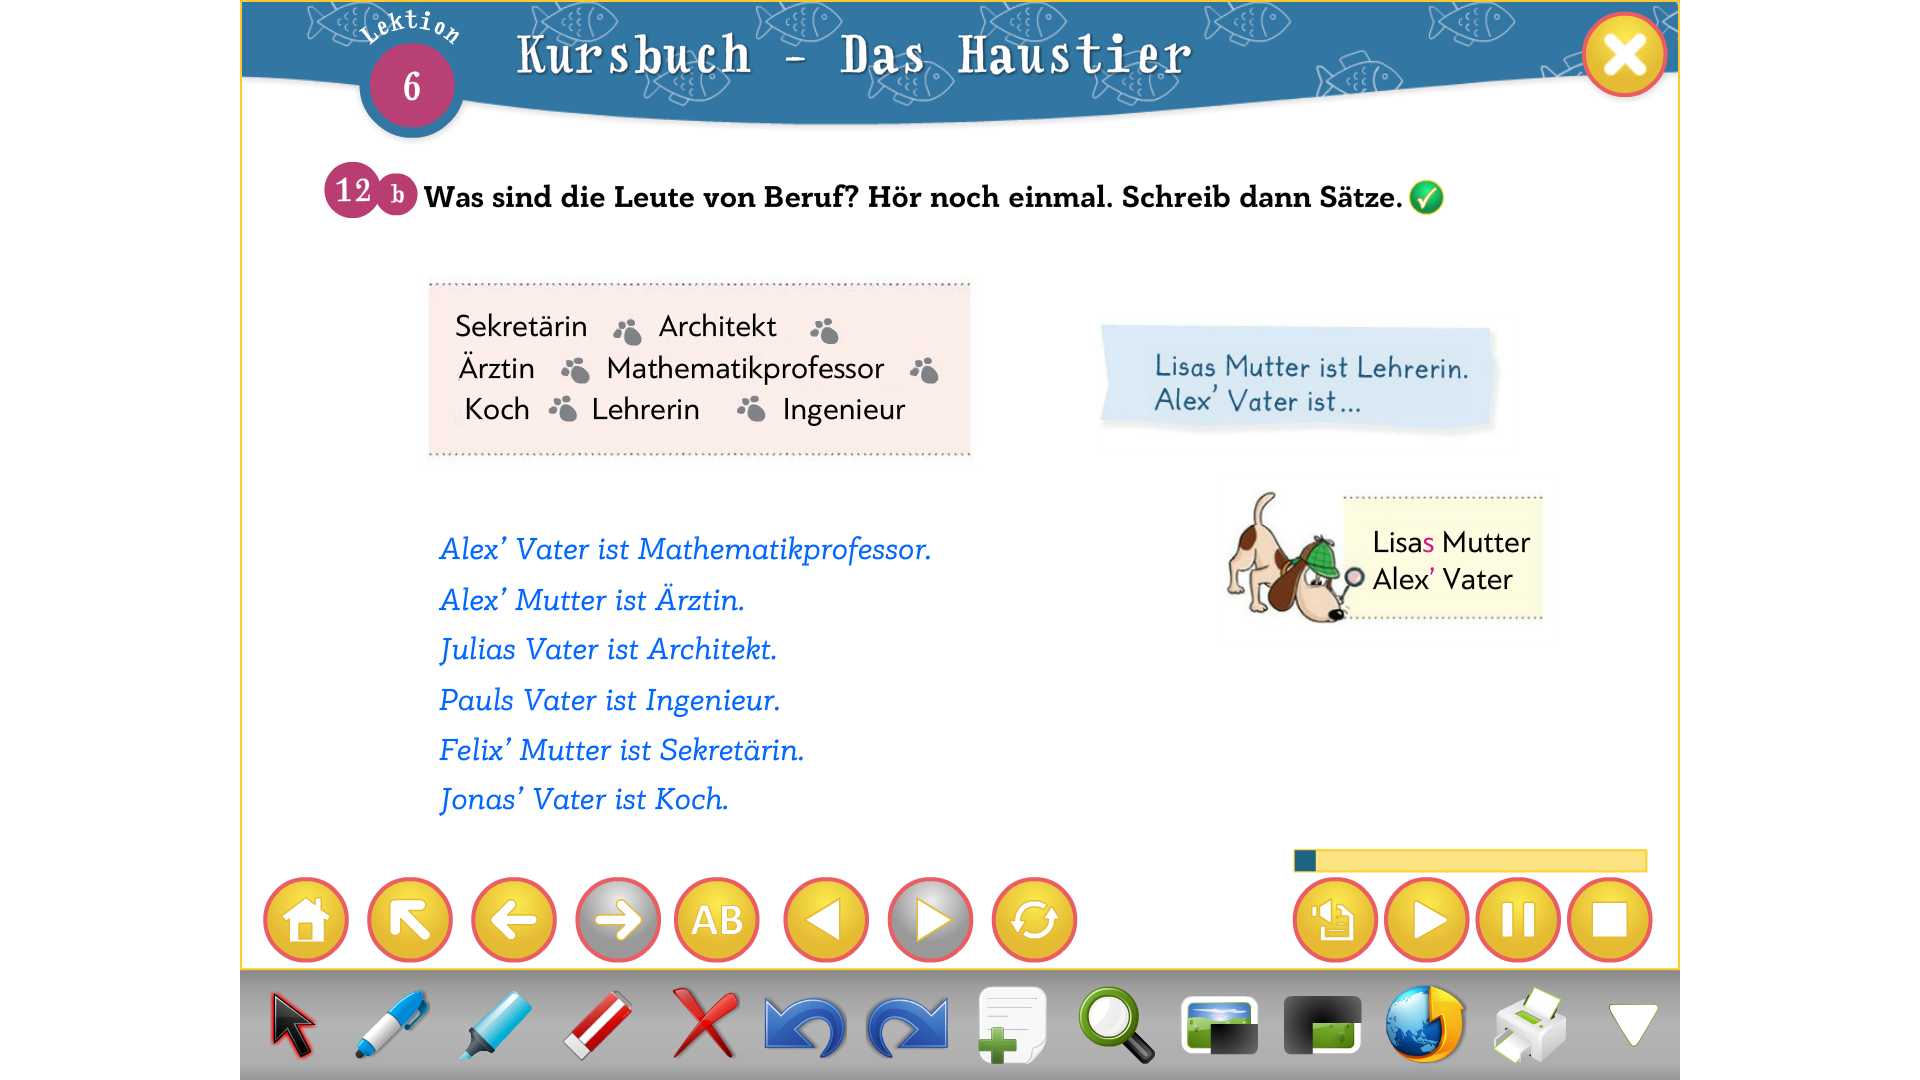 Lektion
6
Kursbuch - Das Haustier
12 b Was sind die Leute von Beruf? Hör noch einmal. Schreib dann Sätze.
Sekretärin Architekt
Ärztin Mathematikprofessor
Koch Lehrerin Ingenieur
Lisas Mutter ist Lehrerin.
Alex’ Vater ist...
Lisas Mutter
Alex’ Vater
Alex’ Vater ist Mathematikprofessor.
Alex’ Mutter ist Ärztin.
Julias Vater ist Architekt.
Pauls Vater ist Ingenieur.
Felix’ Mutter ist Sekretärin.
Jonas’ Vater ist Koch.
AB